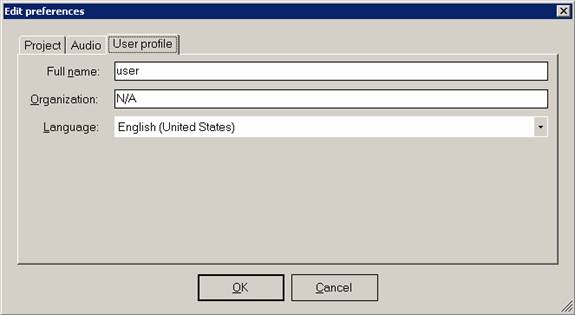 Edit preferences
Project Audio User profile
Full name: user
Organization: N/A
Language: English (United States)
OK Cancel